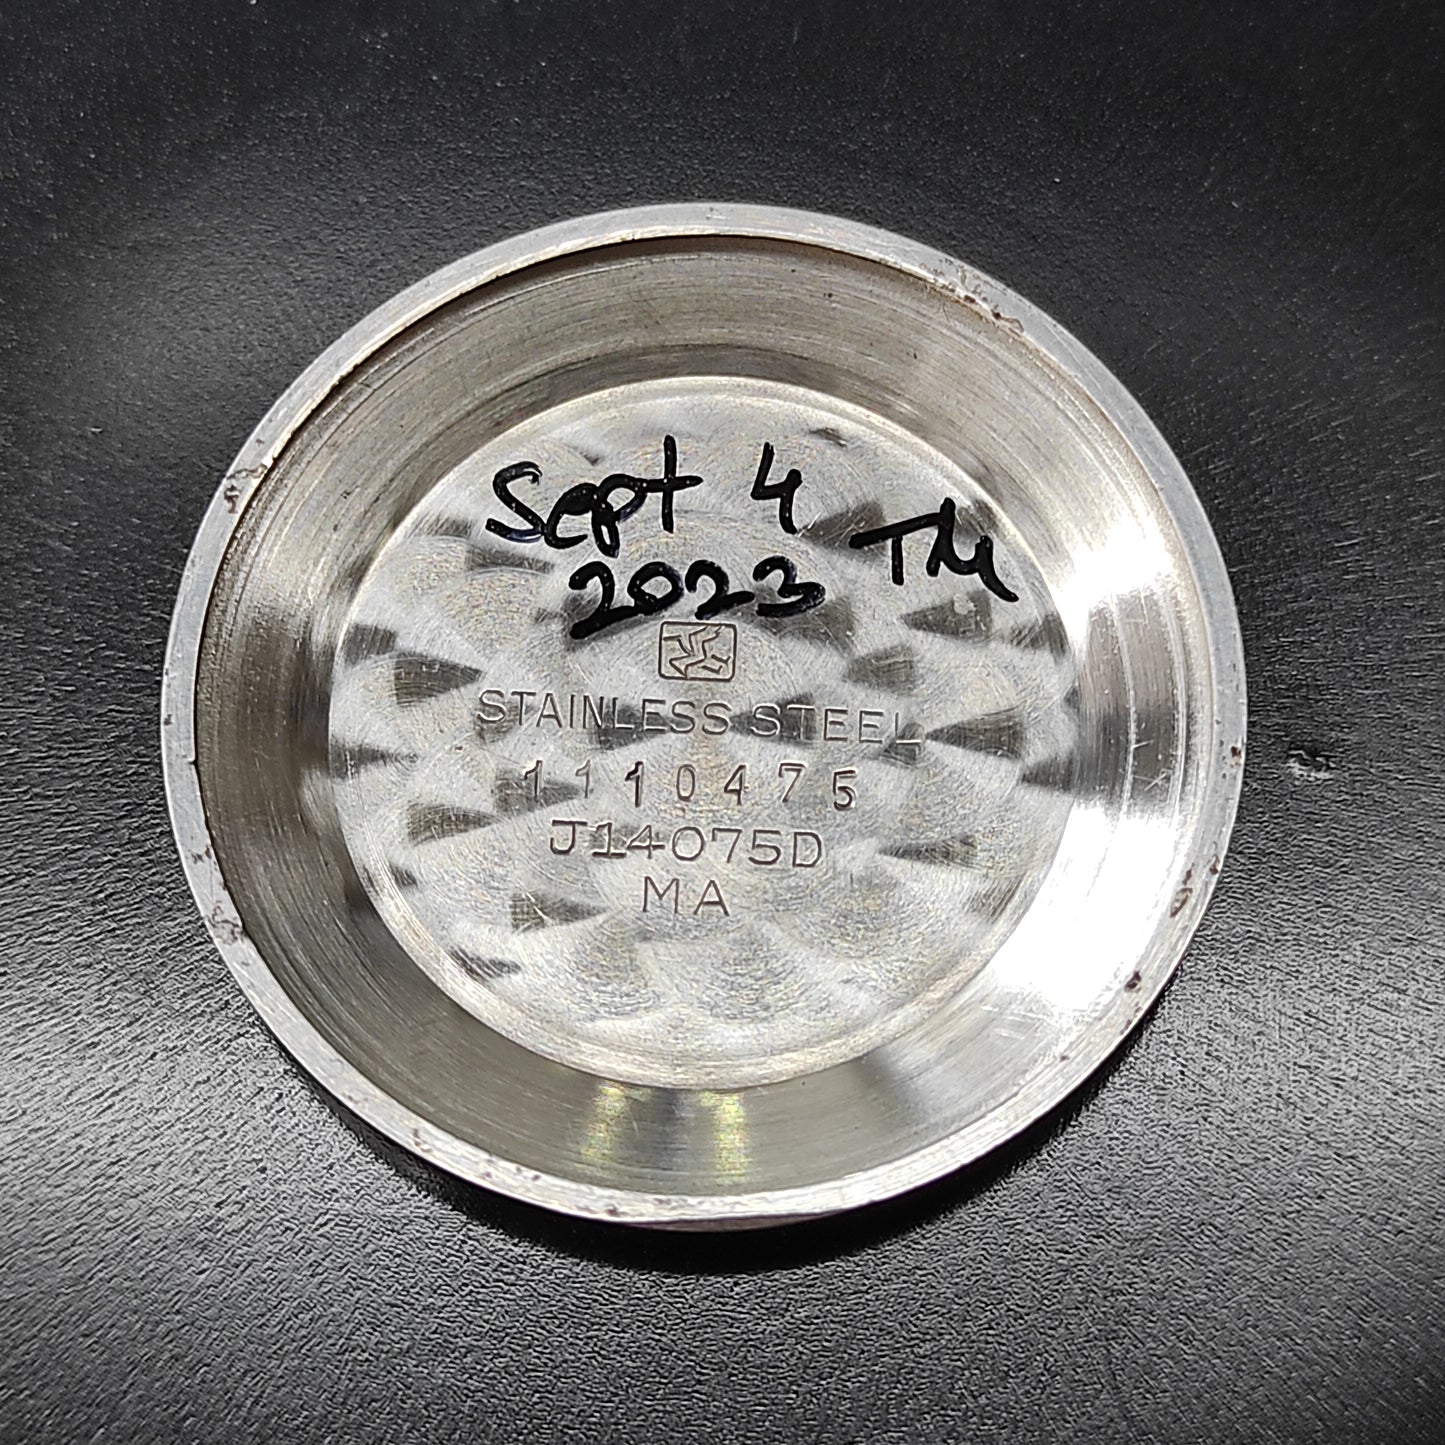 Sept 4
2023 TM
STAINLESS STEEL
1110475
J14075D
MA